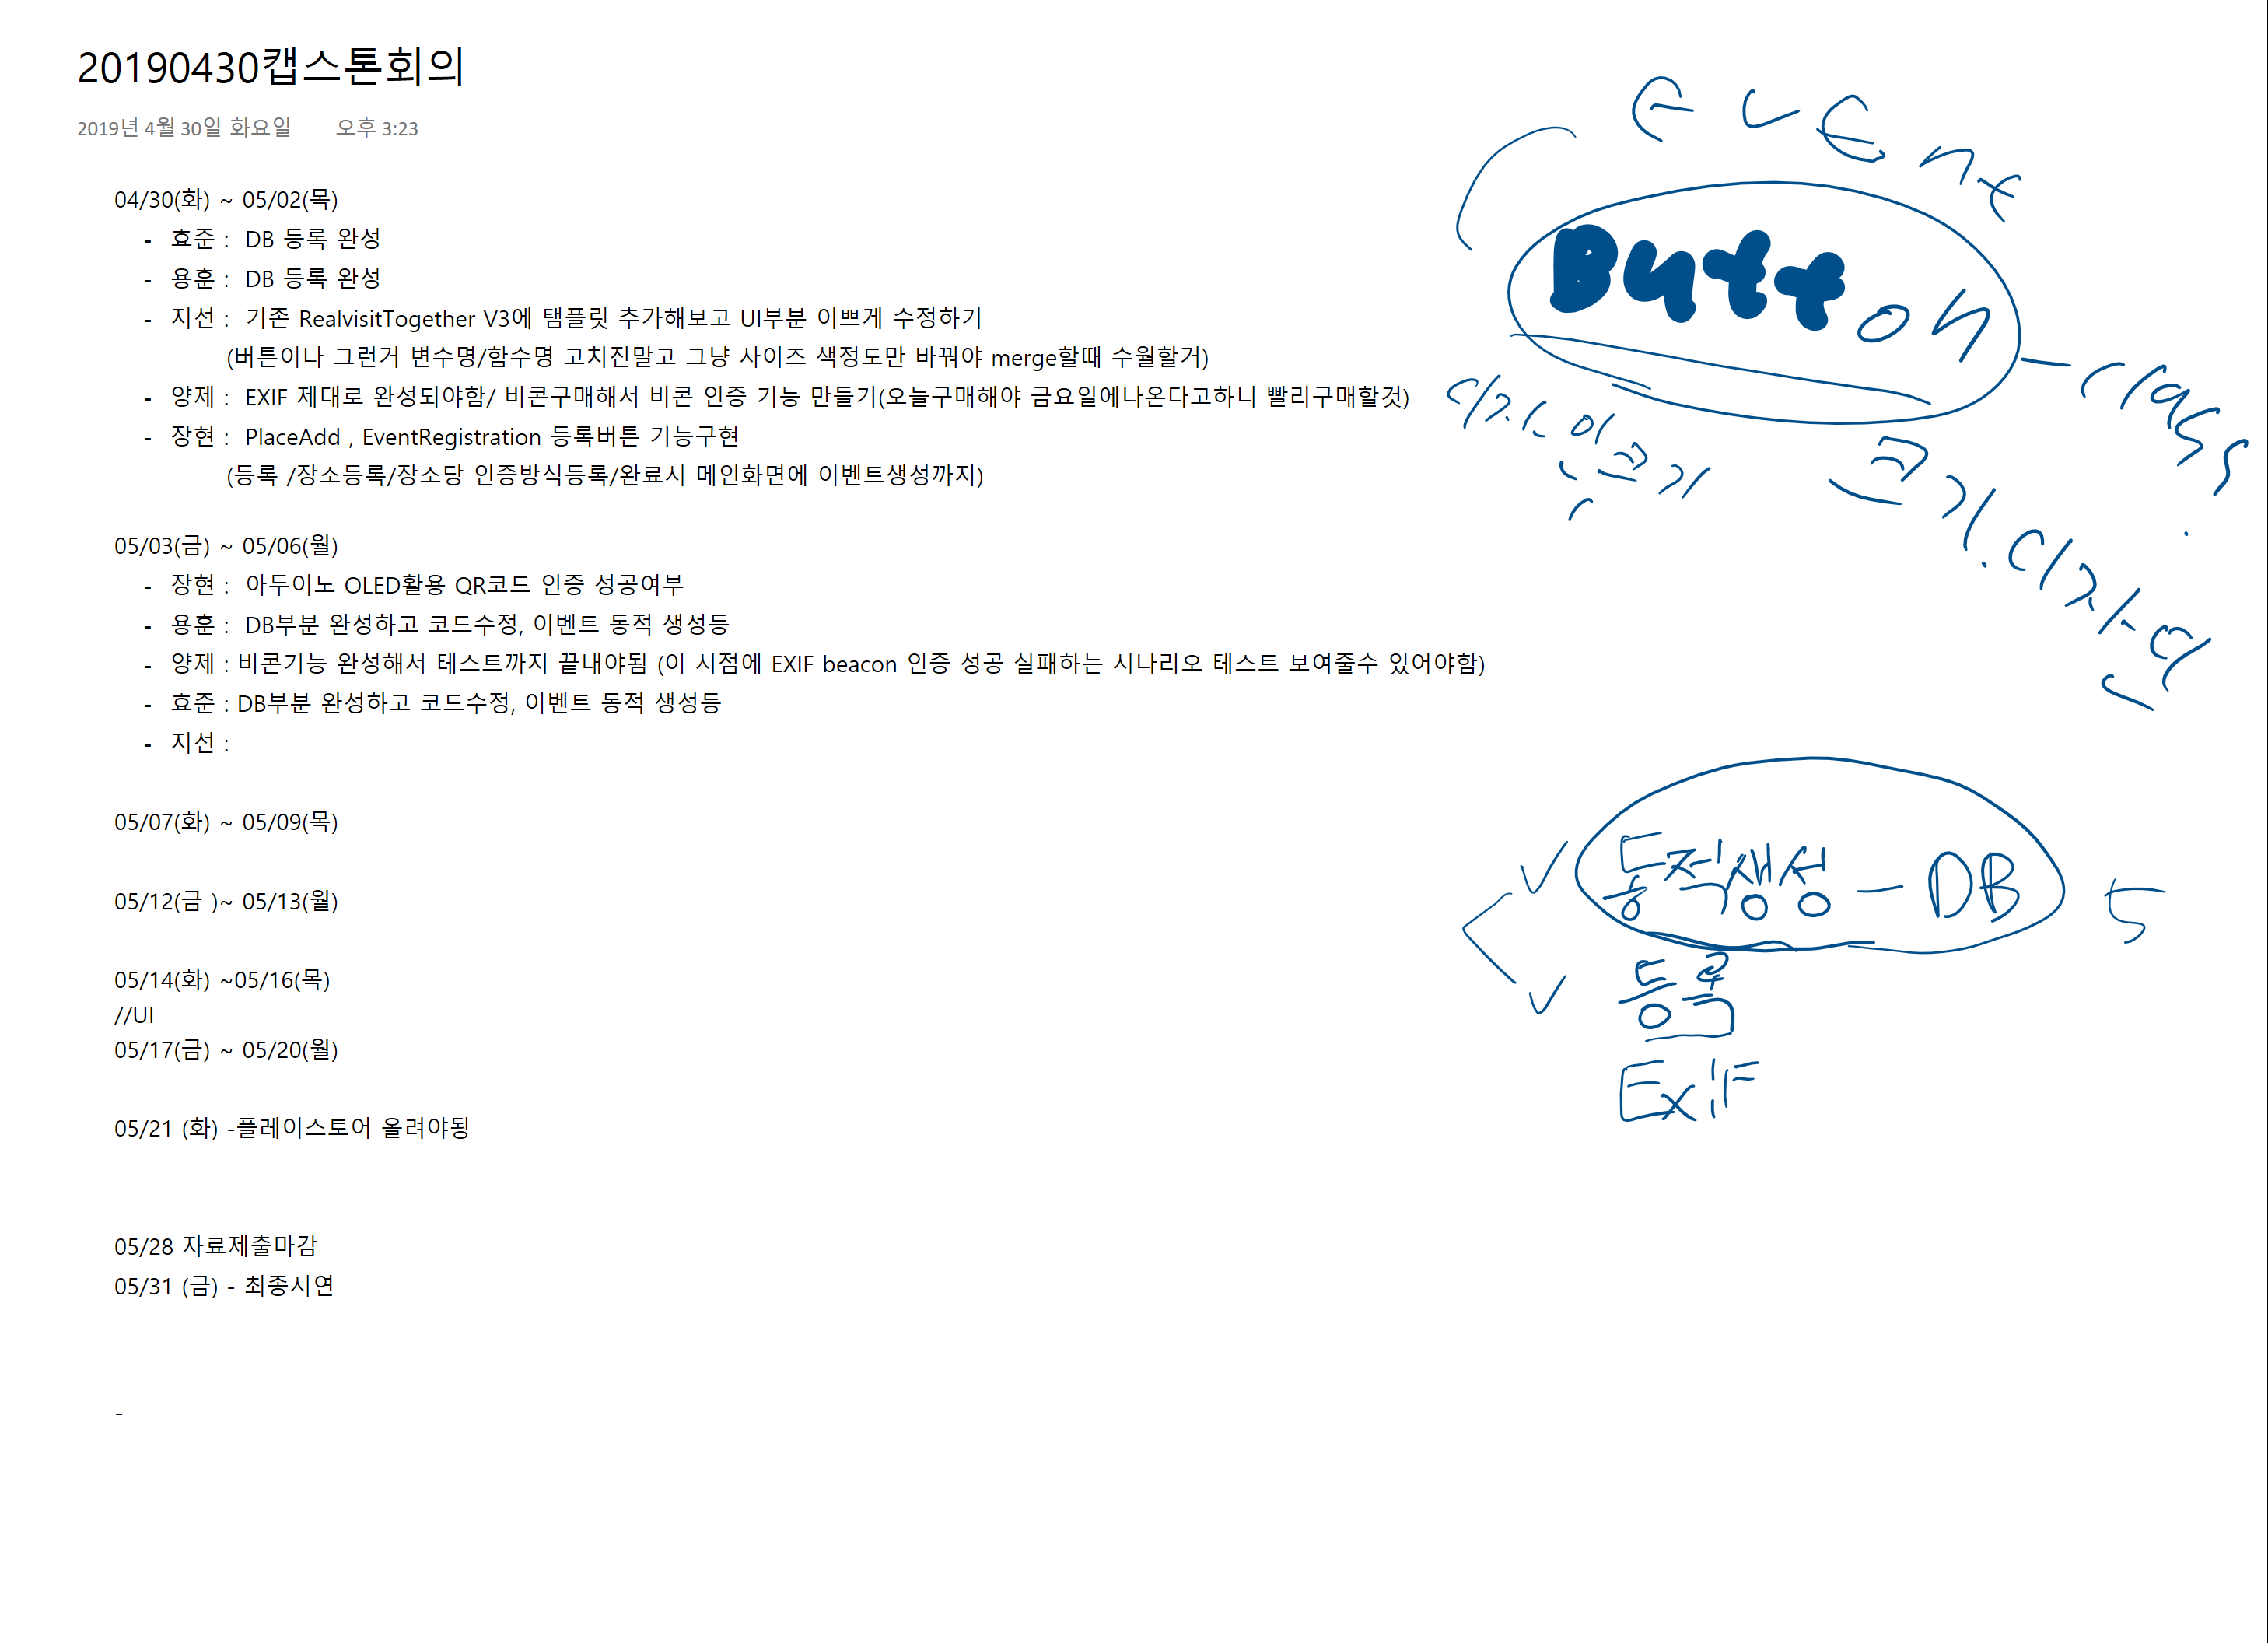 20190430캡스톤회의
2019년 4월 30일 화요일 오후 3:23
04/30(화) ~ 05/02(목)
- 효준 : DB 등록 완성
- 용훈 : DB 등록 완성
- 지선 : 기존 RealvisitTogether V3에 탬플릿 추가해보고 UI부분 이쁘게 수정하기
(버튼이나 그런거 변수명/함수명 고치진말고 그냥 사이즈 색정도만 바꿔야 merge할때 수월할거)
- 양제 : EXIF 제대로 완성되야함/ 비콘구매해서 비콘 인증 기능 만들기(오늘구매해야 금요일에나온다고하니 빨리구매할것)
- 장현 : PlaceAdd , EventRegistration 등록버튼 기능구현
(등록 /장소등록/장소당 인증방식등록/완료시 메인화면에 이벤트생성까지)
05/03(금) ~ 05/06(월)
- 장현 : 아두이노 OLED활용 QR코드 인증 성공여부
- 용훈 : DB부분 완성하고 코드수정, 이벤트 동적 생성등
- 양제 : 비콘기능 완성해서 테스트까지 끝내야됨 (이 시점에 EXIF beacon 인증 성공 실패하는 시나리오 테스트 보여줄수 있어야함)
- 효준 : DB부분 완성하고 코드수정, 이벤트 동적 생성등
- 지선 :
05/07(화) ~ 05/09(목)
05/12(금 )~ 05/13(월)
05/14(화) ~05/16(목)
//UI
05/17(금) ~ 05/20(월)
05/21 (화) -플레이스토어 올려야됭
05/28 자료제출마감
05/31 (금) - 최종시연
-
Event
Button - class
디자인 크기
크기. 디자인
동적생성 - DB 5
등록
Exif